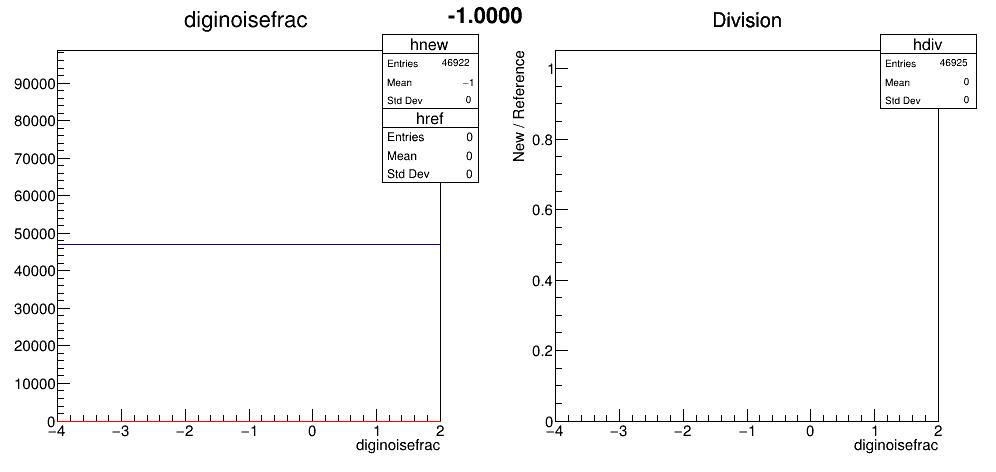 -1.0000
diginoisefrac
hnew
Entries 46922
Mean −1
Std Dev 0
href
Entries 0
Mean 0
Std Dev 0
90000
80000
70000
60000
50000
40000
30000
20000
10000
0
−4 −3 −2 −1 0 1 2
diginoisefrac
Division
hdiv
Entries 46925
Mean 0
Std Dev 0
New / Reference
1
0.8
0.6
0.4
0.2
0
−4 −3 −2 −1 0 1 2
diginoisefrac